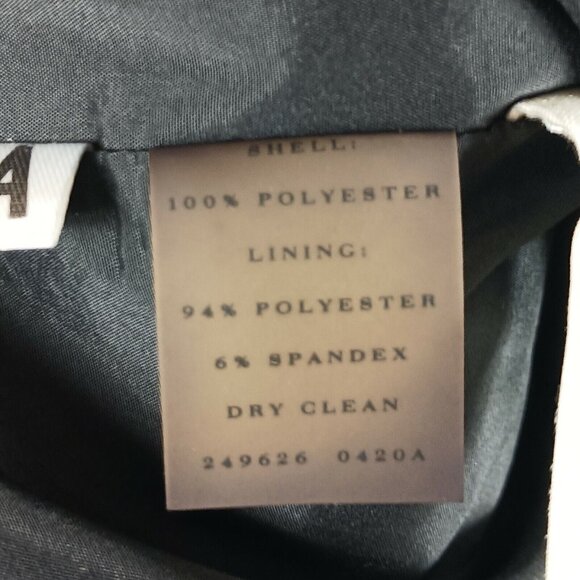 A
SHELL:
100% POLYESTER
LINING:
94% POLYESTER
6% SPANDEX
DRY CLEAN
249626 0420A